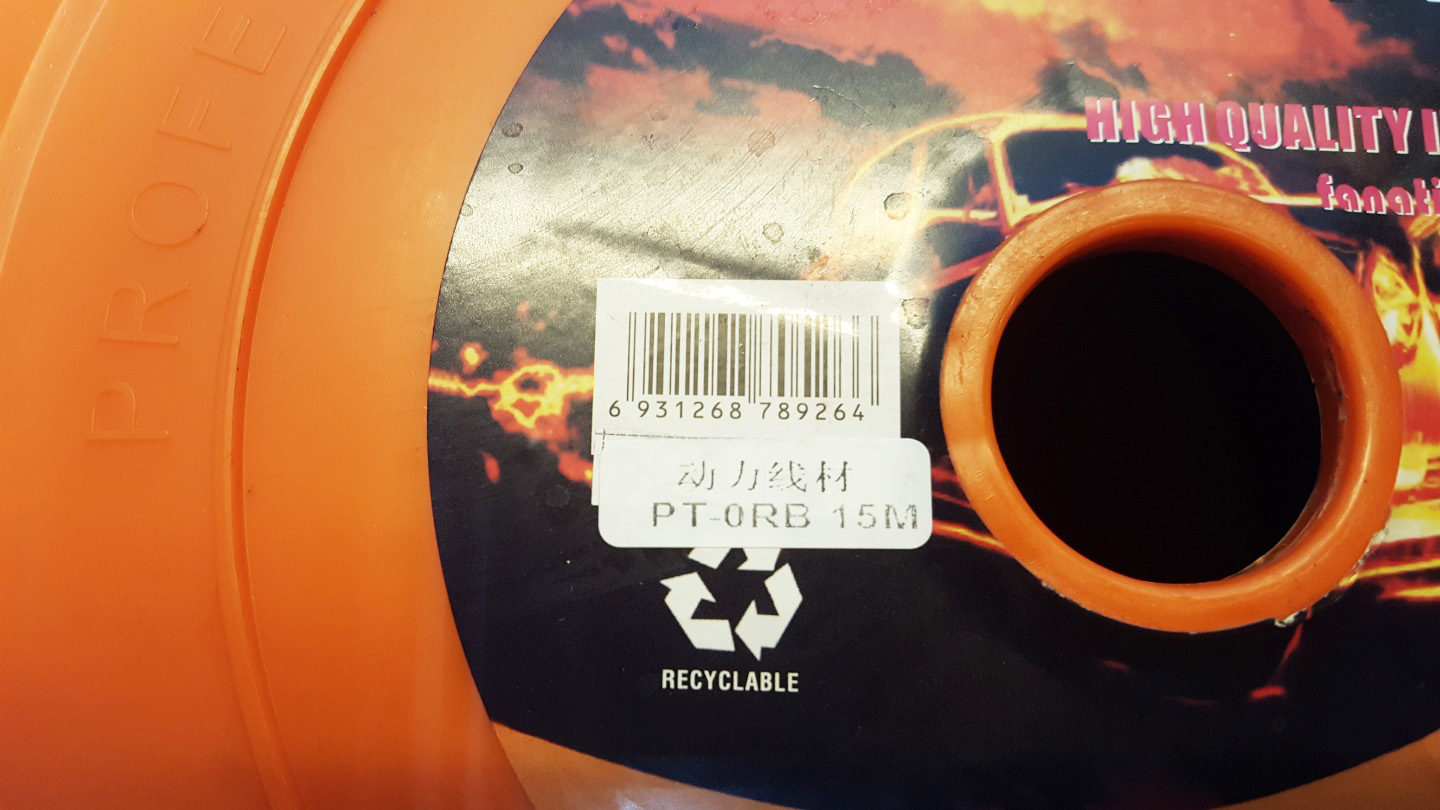 PROFE
HIGH QUALITY
6 931268 789264
动力线材
PT-0RB 15M
RECYCLABLE